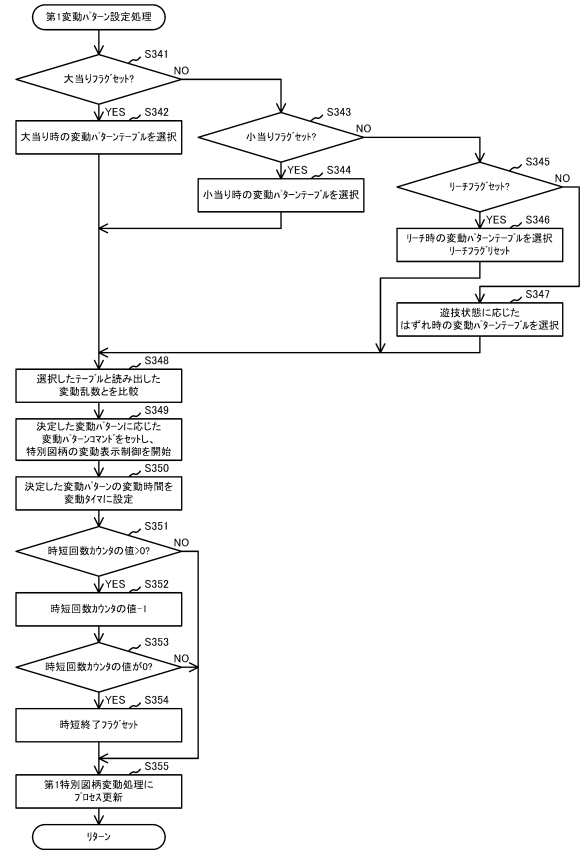 第1変動パターン設定処理
S341
大当りフラグセット?
NO
YES
S342
大当り時の変動パターンテーブルを選択
S343
小当りフラグセット?
NO
YES
S344
小当り時の変動パターンテーブルを選択
S345
リーチフラグセット?
NO
YES
S346
リーチ時の変動パターンテーブルを選択
リーチフラグリセット
S347
遊技状態に応じた
はずれ時の変動パターンテーブルを選択
S348
選択したテーブルと読み出した
変動乱数とを比較
S349
決定した変動パターンに応じた
変動パターンコマンドをセットし、
特別図柄の変動表示制御を開始
S350
決定した変動パターンの変動時間を
変動タイマに設定
S351
時短回数カウンタの値>0?
NO
YES
S352
時短回数カウンタの値-1
S353
時短回数カウンタの値が0?
NO
YES
S354
時短終了フラグセット
S355
第1特別図柄変動処理に
プロセス更新
リターン